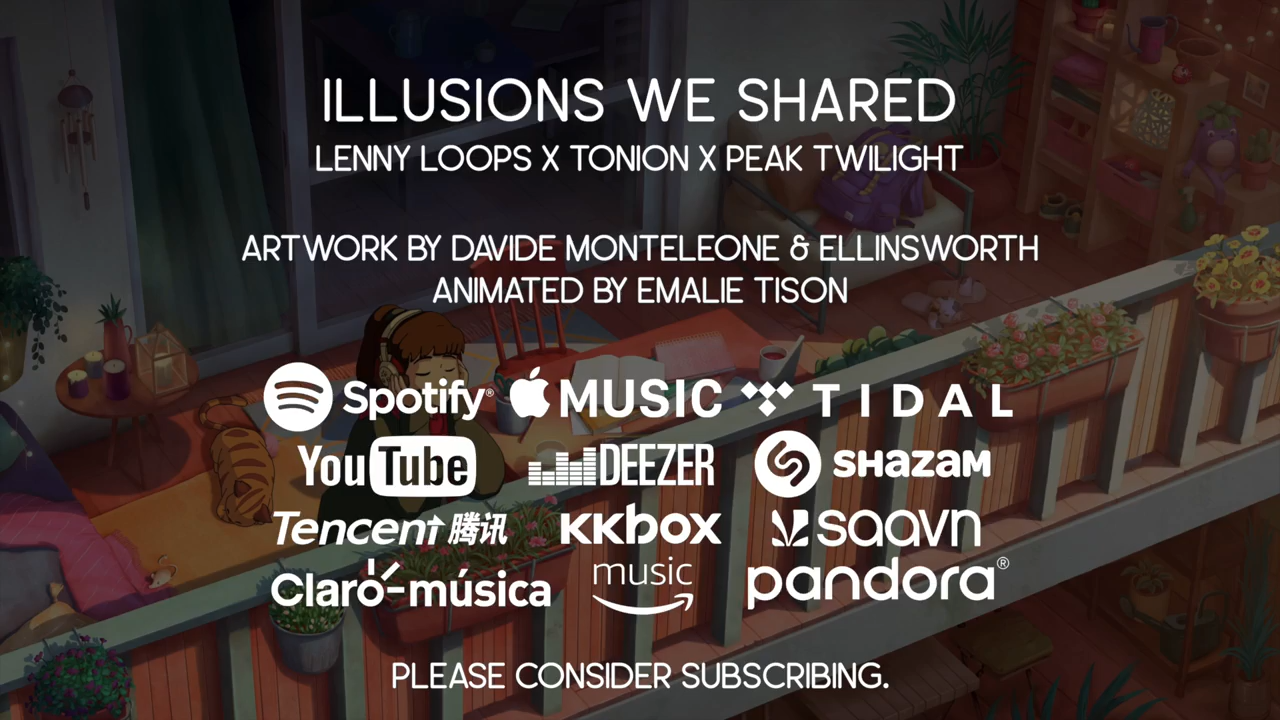 ILLUSIONS WE SHARED
LENNY LOOPS X TONION X PEAK TWILIGHT
ARTWORK BY DAVIDE MONTELEONE & ELLINSWORTH
ANIMATED BY EMALIE TISON
Spotify® MUSIC TIDAL
YouTube DEEZER SHAZAM
Tencent 腾讯 KKBOX saavn
Claro-música music pandora®
PLEASE CONSIDER SUBSCRIBING.